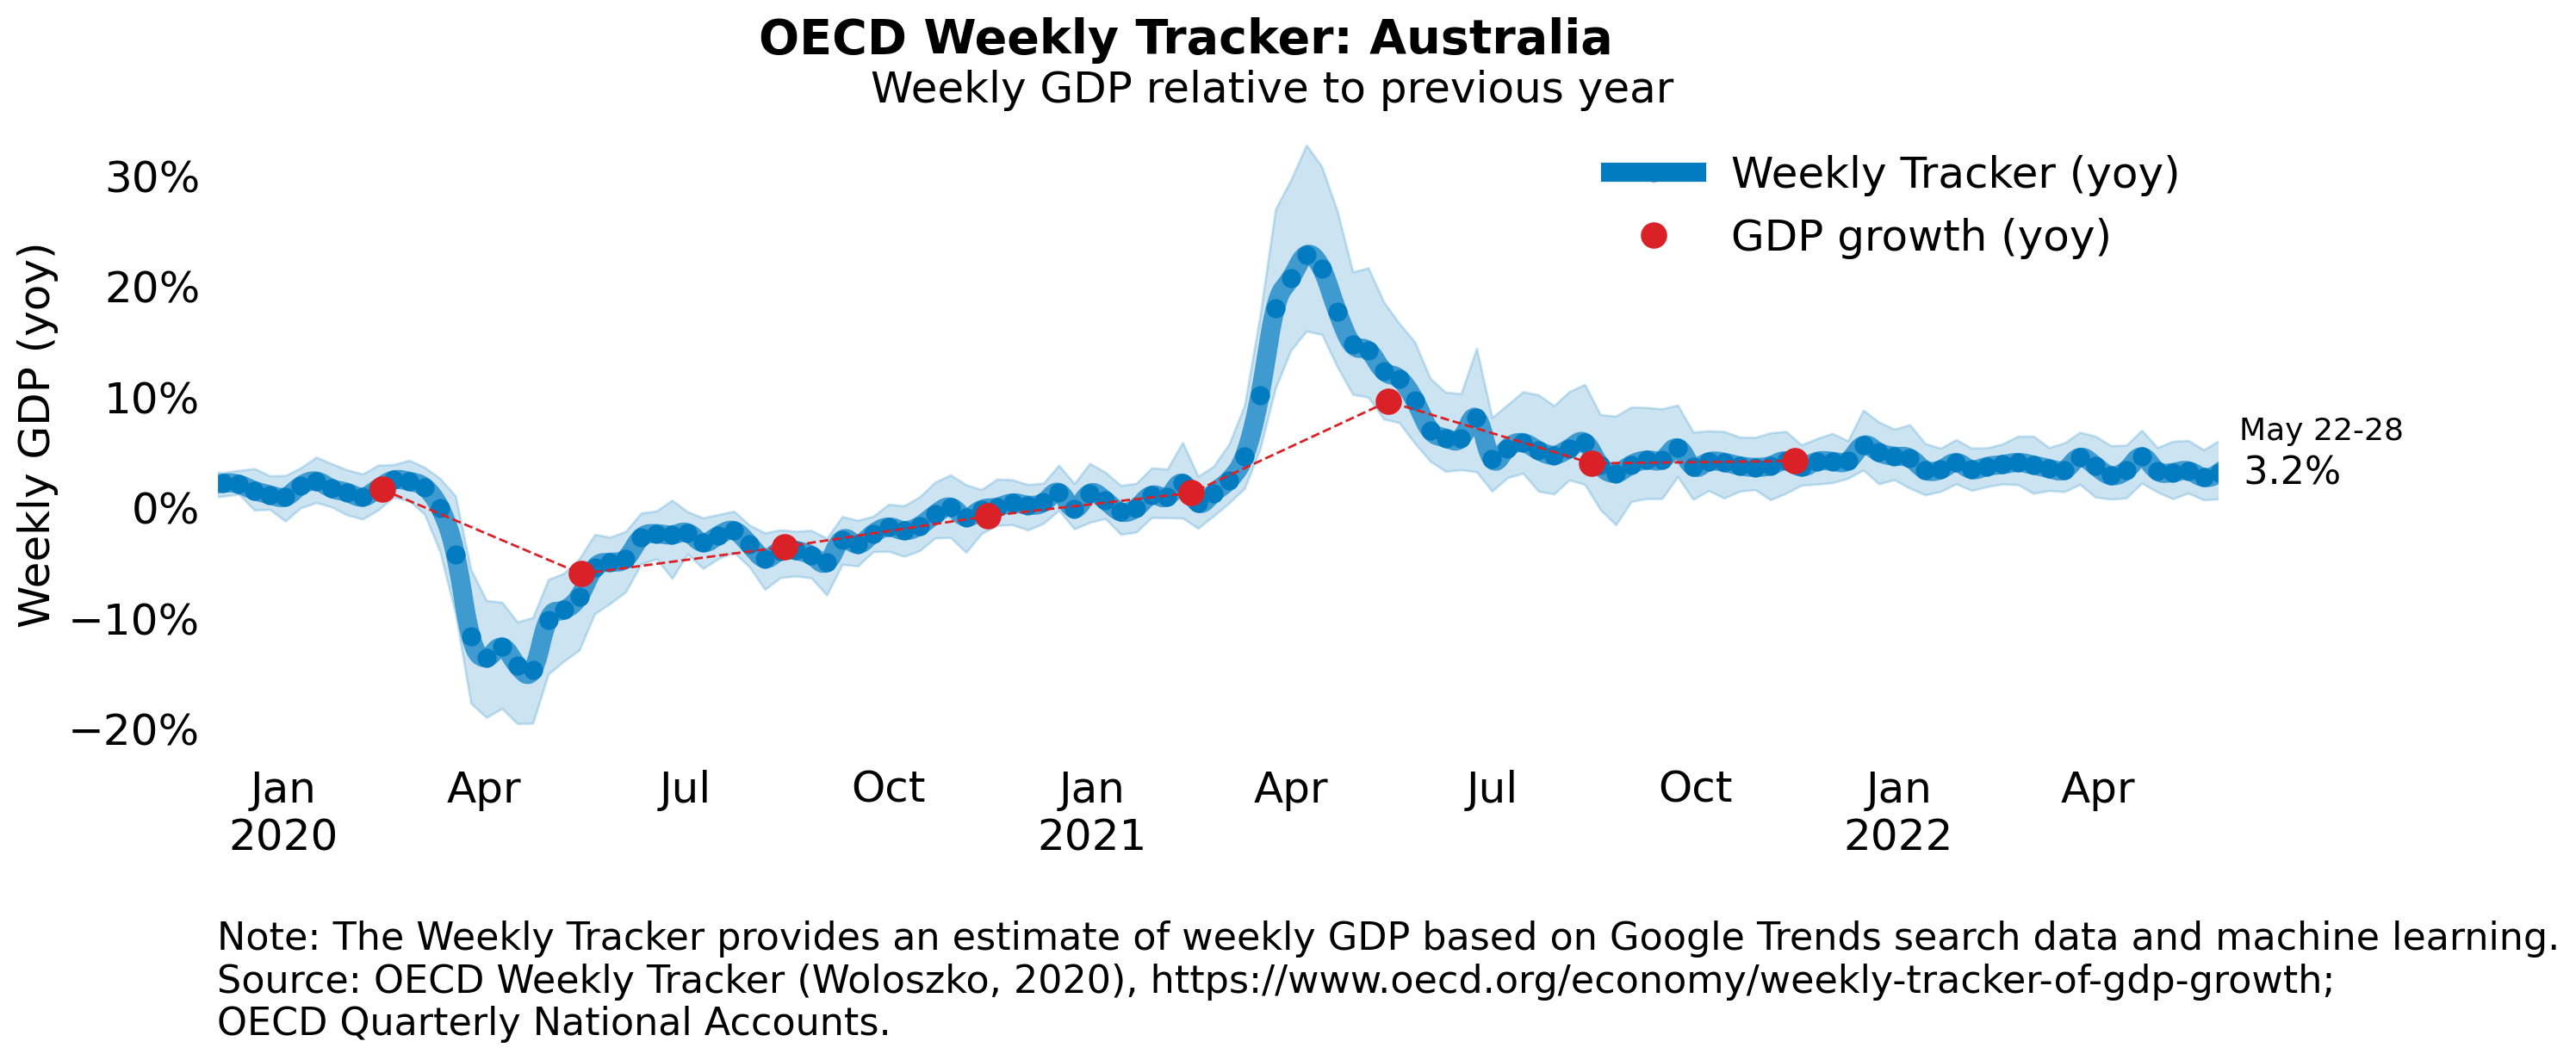 OECD Weekly Tracker: Australia
Weekly GDP relative to previous year
Weekly Tracker (yoy)
GDP growth (yoy)
Weekly GDP (yoy)
30%
20%
10%
0%
−10%
−20%
May 22-28
3.2%
Jan Apr Jul Oct Jan Apr Jul Oct Jan Apr
2020 2021 2022
Note: The Weekly Tracker provides an estimate of weekly GDP based on Google Trends search data and machine learning.
Source: OECD Weekly Tracker (Woloszko, 2020), https://www.oecd.org/economy/weekly-tracker-of-gdp-growth;
OECD Quarterly National Accounts.